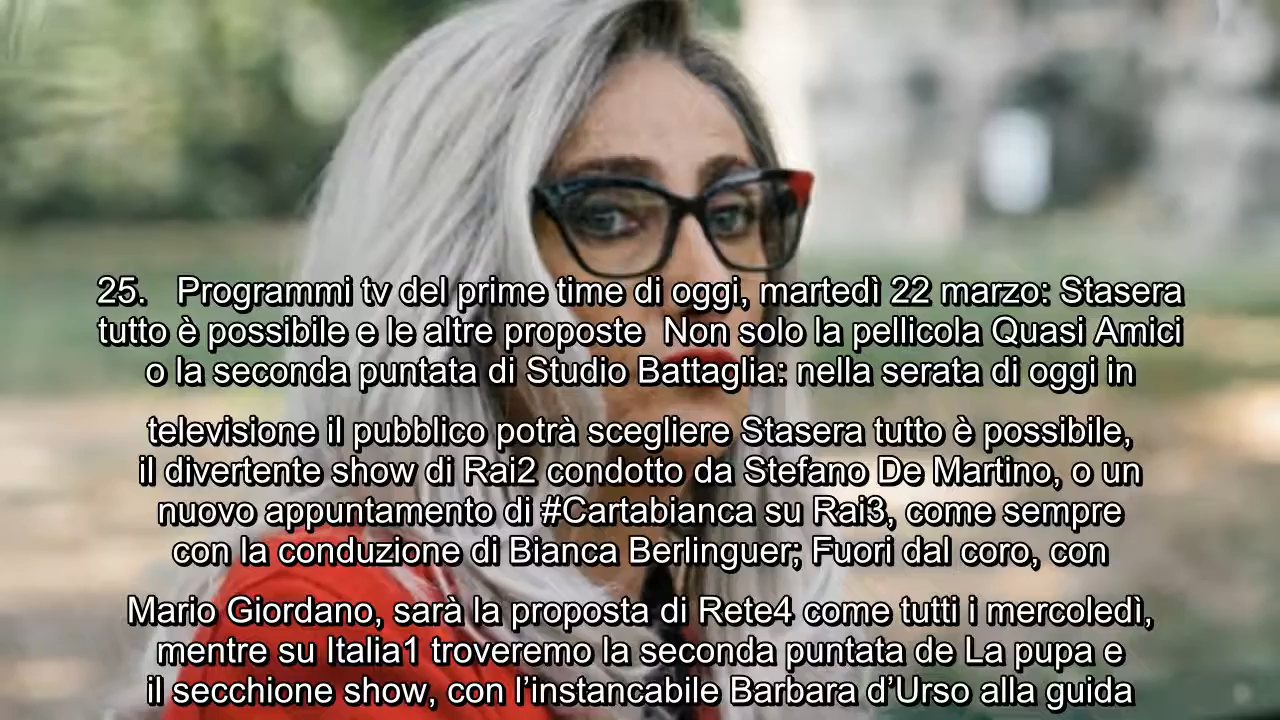 25. Programmi tv del prime time di oggi, martedì 22 marzo: Stasera
tutto è possibile e le altre proposte Non solo la pellicola Quasi Amici
o la seconda puntata di Studio Battaglia: nella serata di oggi in
televisione il pubblico potrà scegliere Stasera tutto è possibile,
il divertente show di Rai2 condotto da Stefano De Martino, o un
nuovo appuntamento di #Cartabianca su Rai3, come sempre
con la conduzione di Bianca Berlinguer; Fuori dal coro, con
Mario Giordano, sarà la proposta di Rete4 come tutti i mercoledì,
mentre su Italia1 troveremo la seconda puntata de La pupa e
il secchione show, con l’instancabile Barbara d’Urso alla guida